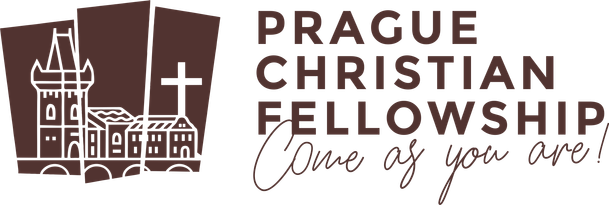 PRAGUE
CHRISTIAN
FELLOWSHIP
Come as you are!